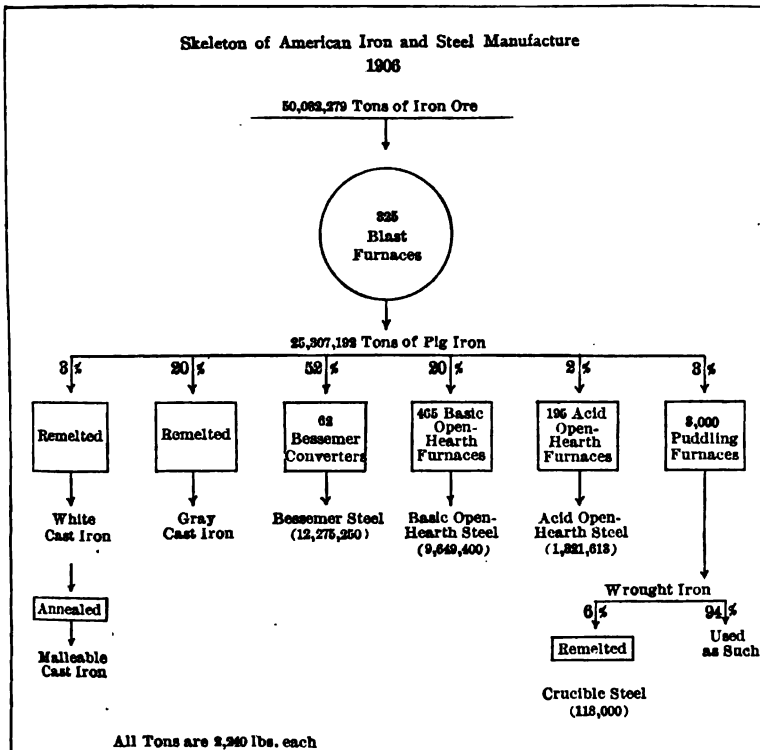 Skeleton of American Iron and Steel Manufacture
1906
50,082,279 Tons of Iron Ore
325
Blast
Furnaces
25,307,192 Tons of Pig Iron
3%
20%
52%
20%
2%
3%
Remelted
Remelted
62
Bessemer
Converters
465 Basic
Open-
Hearth
Furnaces
195 Acid
Open-
Hearth
Furnaces
3,000
Puddling
Furnaces
White
Cast Iron
Gray
Cast Iron
Bessemer Steel
(12,275,250)
Basic Open-
Hearth Steel
(9,649,400)
Acid Open-
Hearth Steel
(1,321,613)
Annealed
Malleable
Cast Iron
Wrought Iron
6%
94%
Remelted
Used
as Such
Crucible Steel
(118,000)
All Tons are 2,240 lbs. each